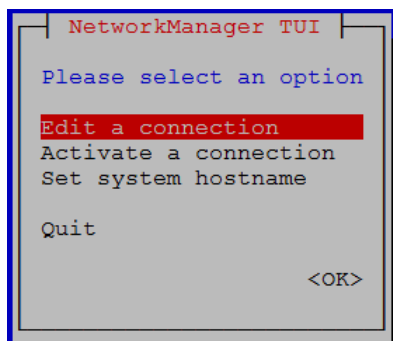 NetworkManager TUI
Please select an option
Edit a connection
Activate a connection
Set system hostname
Quit
<OK>